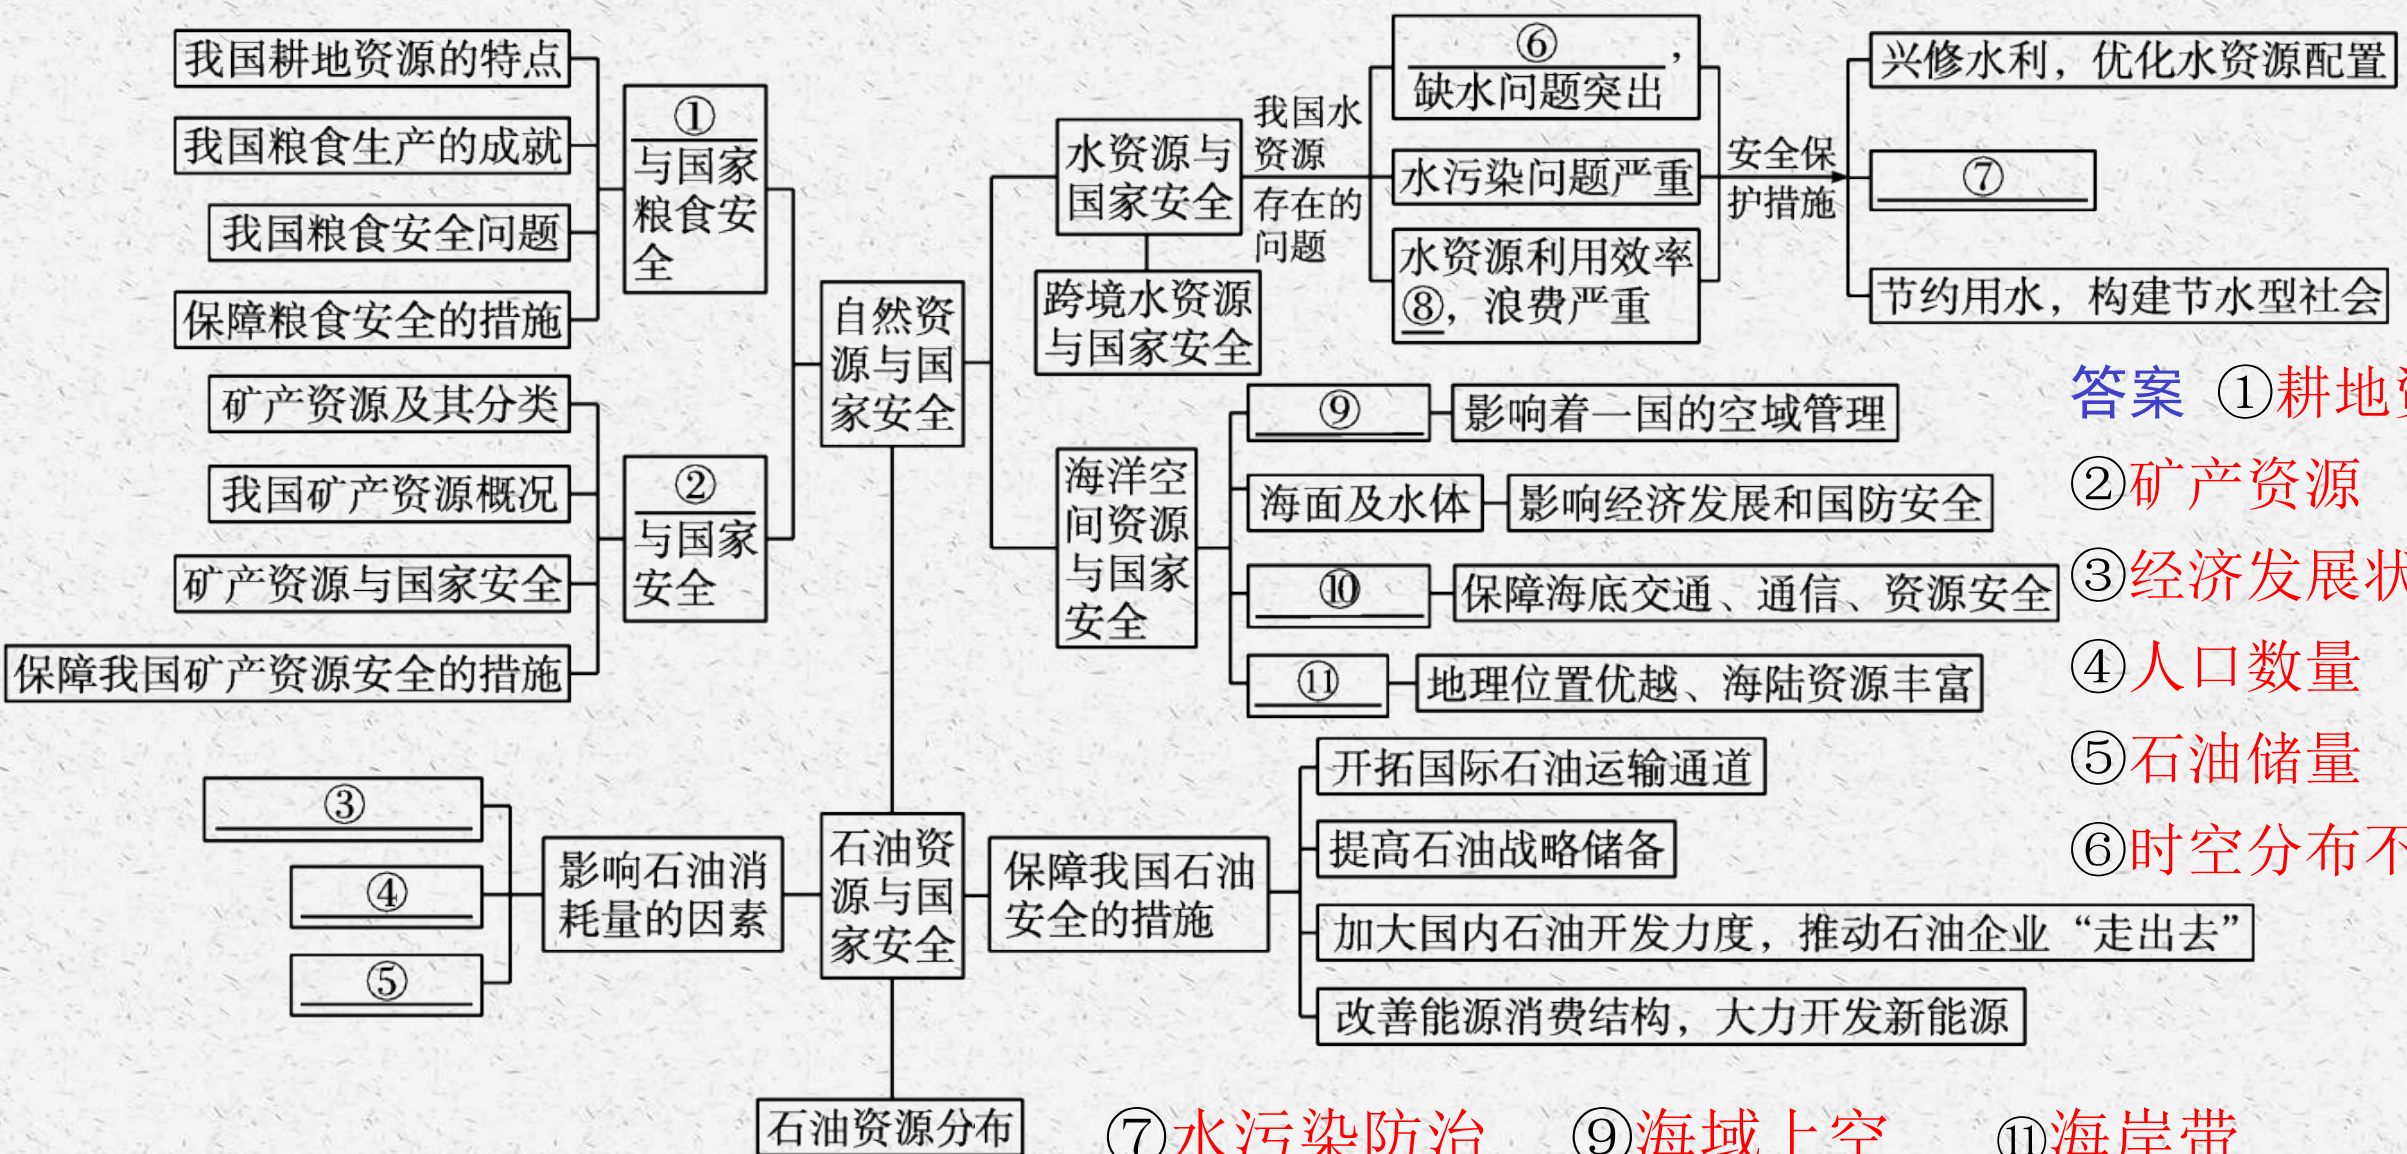 我国耕地资源的特点
我国粮食生产的成就
我国粮食安全问题
保障粮食安全的措施
①
与国家
粮食安
全
矿产资源及其分类
我国矿产资源概况
矿产资源与国家安全
保障我国矿产资源安全的措施
②
与国家
安全
自然资
源与国
家安全
水资源与
国家安全
跨境水资源
与国家安全
我国水
资源
存在的
问题
⑥,
缺水问题突出
水污染问题严重
水资源利用效率
⑧，浪费严重
安全保
护措施
兴修水利，优化水资源配置
⑦
节约用水，构建节水型社会
海洋空
间资源
与国家
安全
⑨
影响着一国的空域管理
海面及水体
影响经济发展和国防安全
⑩
保障海底交通、通信、资源安全
⑪
地理位置优越、海陆资源丰富
③
④
⑤
影响石油消
耗量的因素
石油资
源与国
家安全
保障我国石油
安全的措施
开拓国际石油运输通道
提高石油战略储备
加大国内石油开发力度，推动石油企业“走出去”
改善能源消费结构，大力开发新能源
石油资源分布
答案 ①耕地
②矿产资源
③经济发展状
④人口数量
⑤石油储量
⑥时空分布不
⑦水污染防治 ⑨海域上空 ⑪海岸带